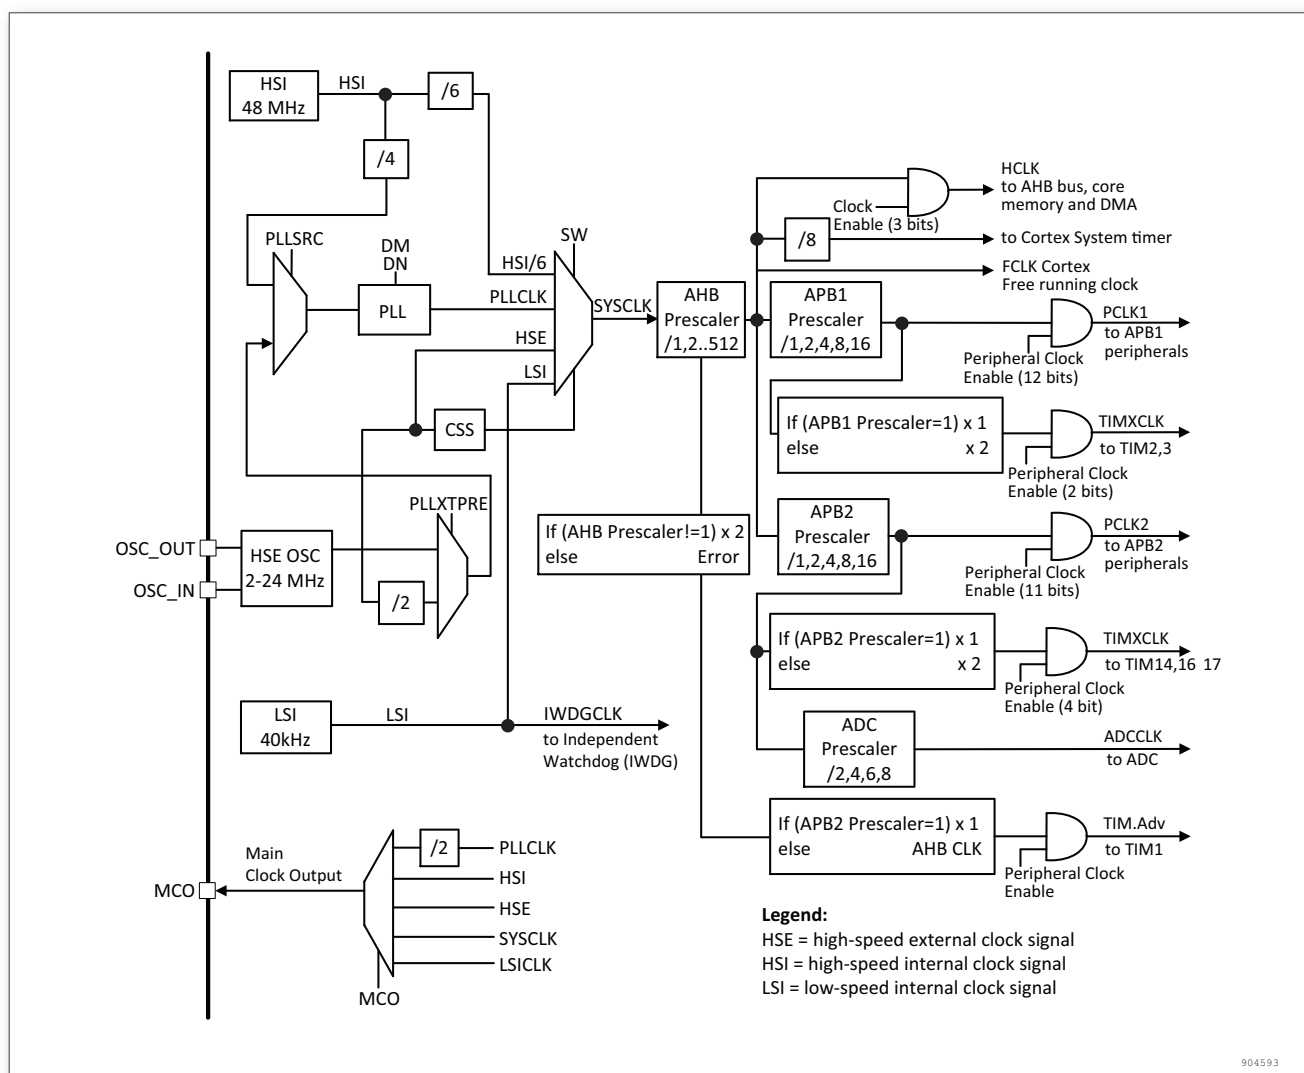 HSI
48 MHz
HSI
/6
/4
PLLSRC
DM
DN
PLL
SW
HSI/6
PLLCLK
HSE
LSI
SYSCLK
CSS
PLLXTPRE
OSC_OUT
OSC_IN
HSE OSC
2-24 MHz
/2
LSI
40kHz
LSI
IWDGCLK
to Independent
Watchdog (IWDG)
AHB
Prescaler
/1,2..512
If (AHB Prescaler!=1) x 2
else Error
Clock
Enable (3 bits)
HCLK
to AHB bus, core
memory and DMA
/8
to Cortex System timer
FCLK Cortex
Free running clock
APB1
Prescaler
/1,2,4,8,16
Peripheral Clock
Enable (12 bits)
PCLK1
to APB1
peripherals
If (APB1 Prescaler=1) x 1
else x 2
Peripheral Clock
Enable (2 bits)
TIMXCLK
to TIM2,3
APB2
Prescaler
/1,2,4,8,16
Peripheral Clock
Enable (11 bits)
PCLK2
to APB2
peripherals
If (APB2 Prescaler=1) x 1
else x 2
Peripheral Clock
Enable (4 bit)
TIMXCLK
to TIM14,16 17
ADC
Prescaler
/2,4,6,8
ADCCLK
to ADC
If (APB2 Prescaler=1) x 1
else AHB CLK
Peripheral Clock
Enable
TIM.Adv
to TIM1
MCO
Main
Clock Output
/2
PLLCLK
HSI
HSE
SYSCLK
LSICLK
MCO
Legend:
HSE = high-speed external clock signal
HSI = high-speed internal clock signal
LSI = low-speed internal clock signal
904593